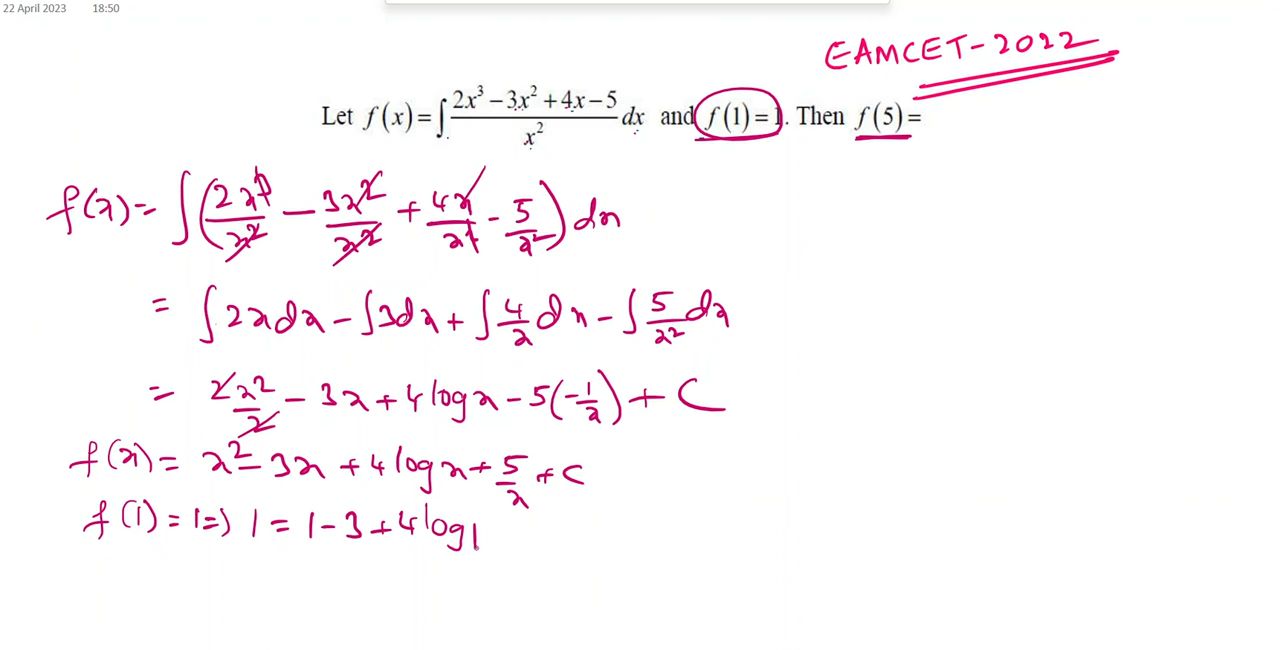 22 April 2023 18:50
EAMCET-2022
Let f(x) = ∫ (2x³ − 3x² + 4x − 5)/x² dx and f(1) = 1. Then f(5) =
f(x) = ∫ (2x³/x² − 3x²/x² + 4x/x² − 5/x²) dx
= ∫ 2x dx − ∫ 3dx + ∫ 4/x dx − ∫ 5/x² dx
= 2x²/2 − 3x + 4 log x − 5(−1/x) + C
f(x) = x² − 3x + 4 log x + 5/x + C
f(1) = 1 ⇒ 1 = 1 − 3 + 4 log 1